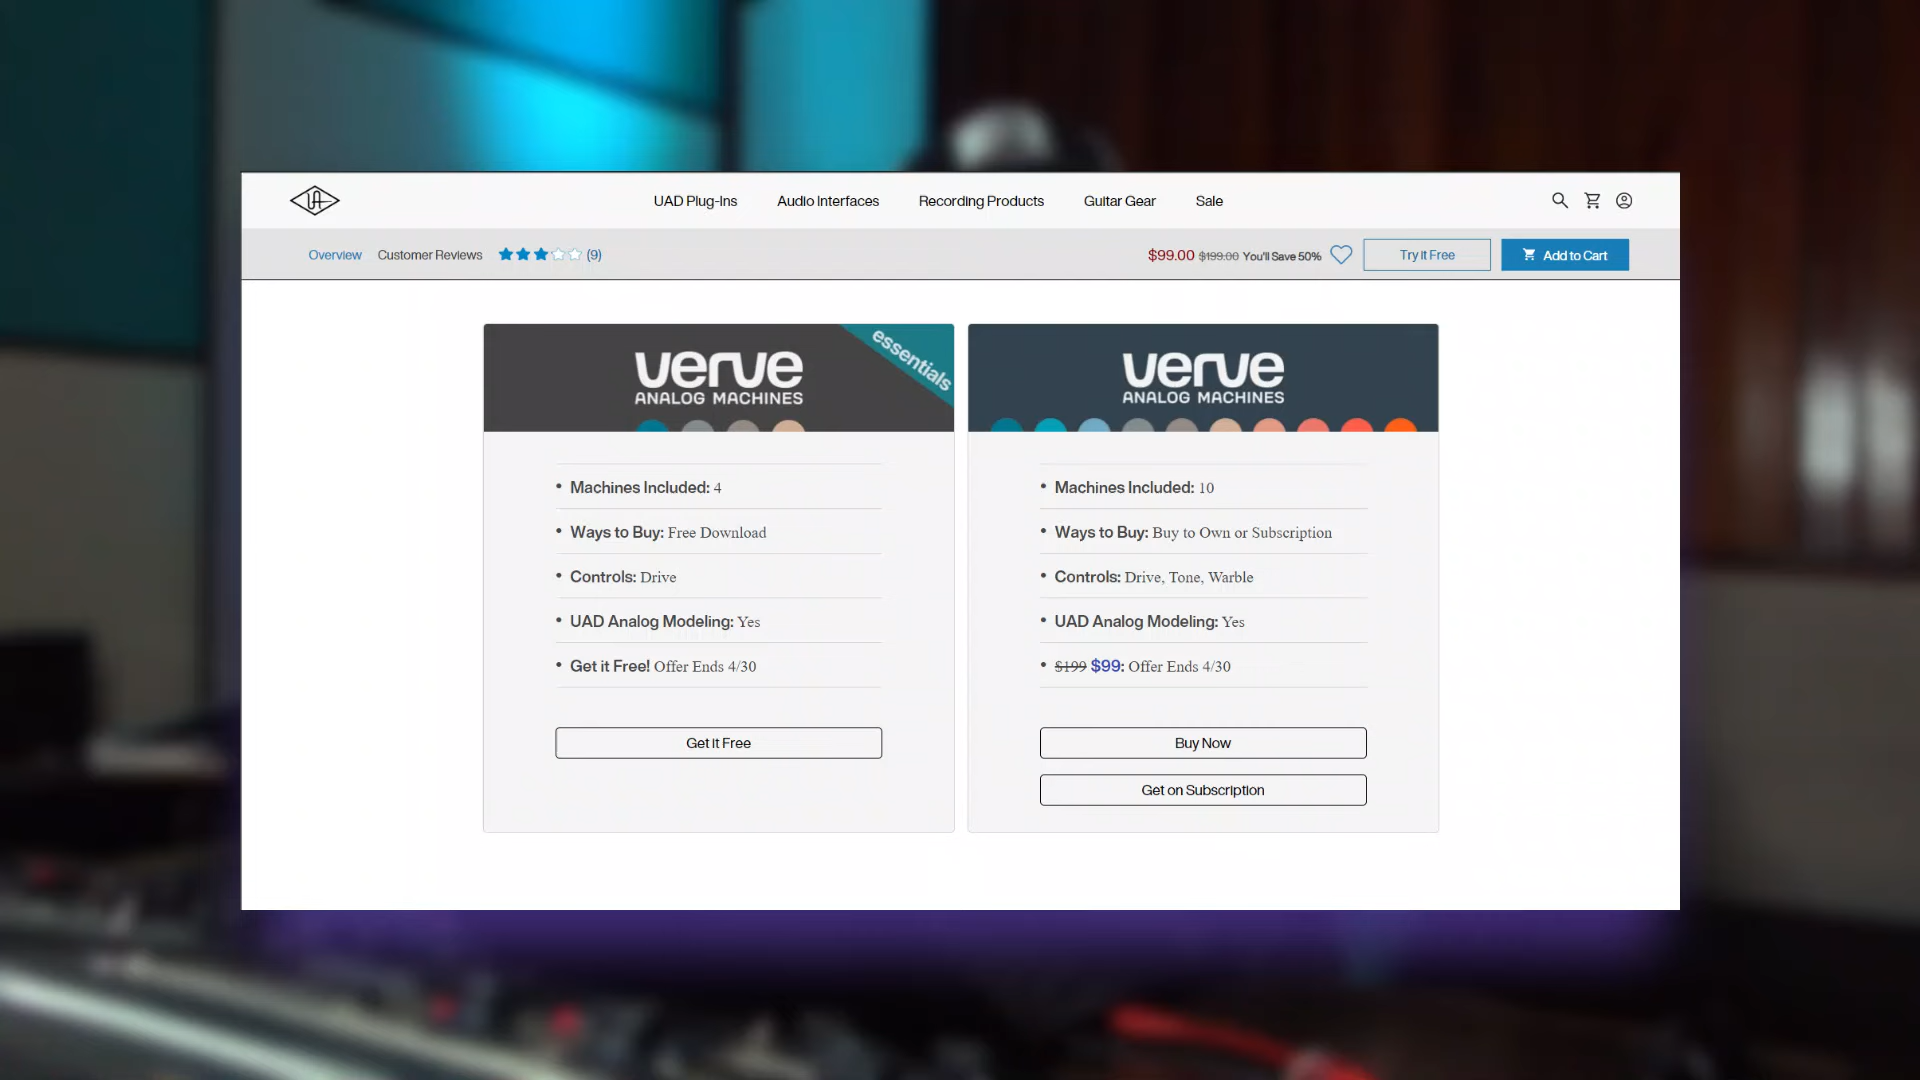 UA
UAD Plug-Ins Audio Interfaces Recording Products Guitar Gear Sale
Overview Customer Reviews (9) $99.00 $199.00 You'll Save 50% Try it Free Add to Cart
essentials
verve
ANALOG MACHINES
• Machines Included: 4
• Ways to Buy: Free Download
• Controls: Drive
• UAD Analog Modeling: Yes
• Get it Free! Offer Ends 4/30
Get it Free
verve
ANALOG MACHINES
• Machines Included: 10
• Ways to Buy: Buy to Own or Subscription
• Controls: Drive, Tone, Warble
• UAD Analog Modeling: Yes
• $199 $99: Offer Ends 4/30
Buy Now
Get on Subscription